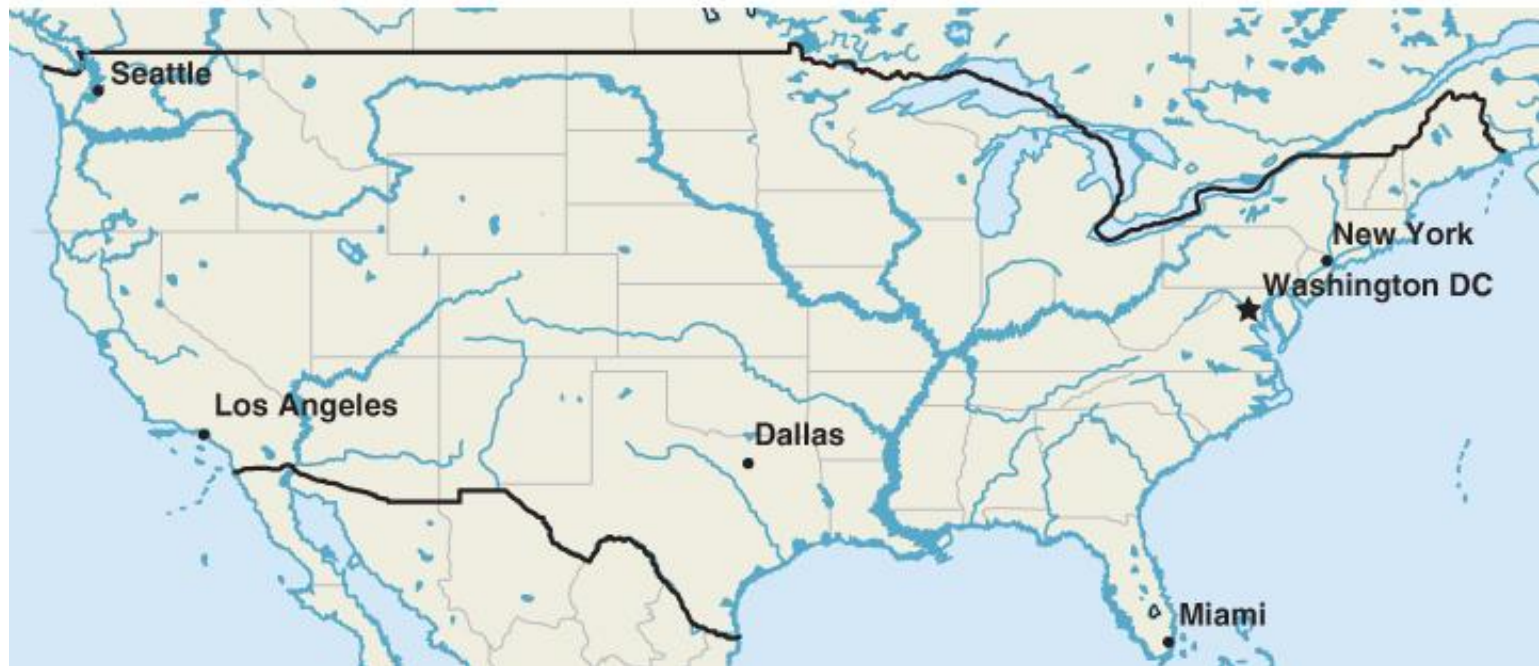 Seattle
New York
Washington DC
Los Angeles
Dallas
Miami